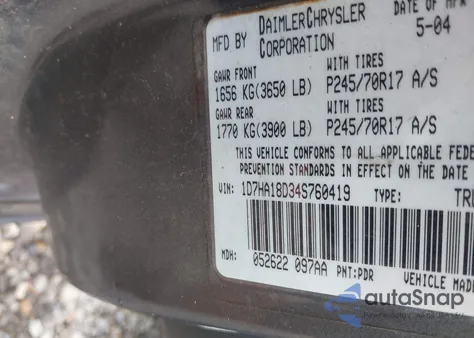 MFD BY DAIMLERCHRYSLER CORPORATION
DATE OF MFR 5-04
GAWR FRONT WITH TIRES
1656 KG(3650 LB) P245/70R17 A/S
GAWR REAR WITH TIRES
1770 KG(3900 LB) P245/70R17 A/S
THIS VEHICLE CONFORMS TO ALL APPLICABLE FEDE
PREVENTION STANDARDS IN EFFECT ON THE DATE
VIN: 1D7HA18D34S760419 TYPE: TRU
MDH: 052622 097AA PNT:PDR VEHICLE MADE
autoSnap